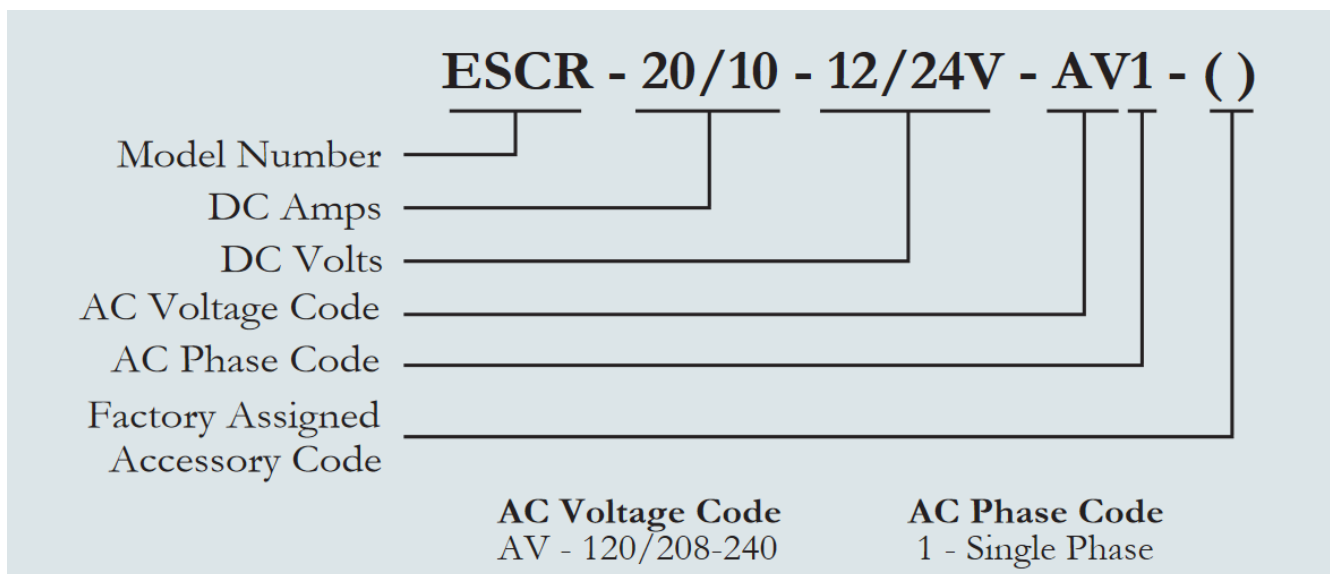 ESCR - 20/10 - 12/24V - AV1 - ( )
Model Number
DC Amps
DC Volts
AC Voltage Code
AC Phase Code
Factory Assigned
Accessory Code
AC Voltage Code
AV - 120/208-240
AC Phase Code
1 - Single Phase